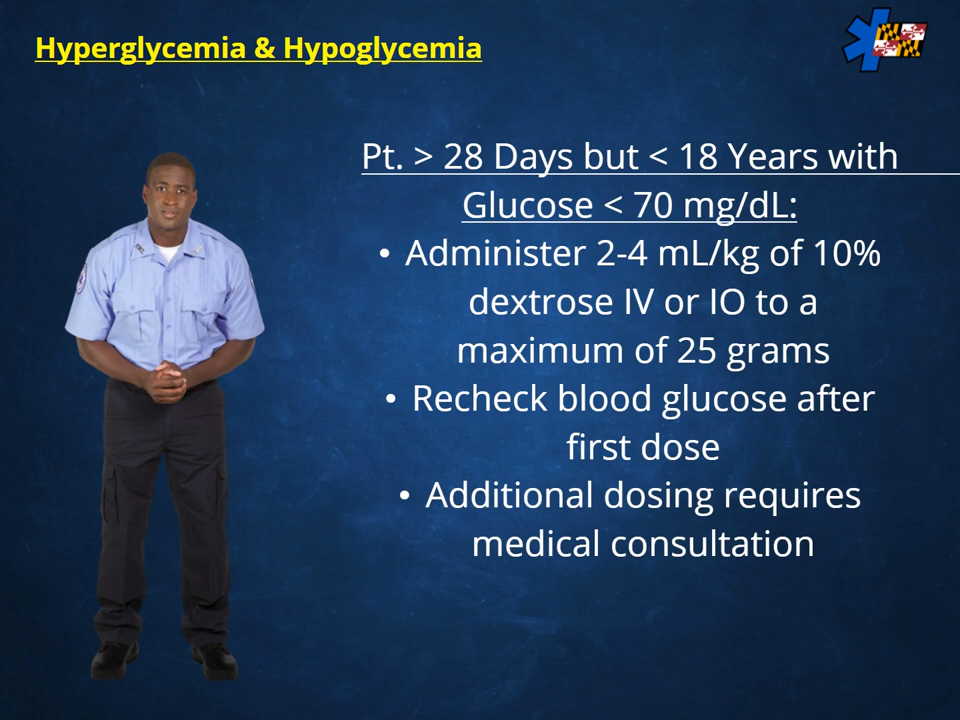 Hyperglycemia & Hypoglycemia
Pt. > 28 Days but < 18 Years with
Glucose < 70 mg/dL:
• Administer 2-4 mL/kg of 10%
dextrose IV or IO to a
maximum of 25 grams
• Recheck blood glucose after
first dose
• Additional dosing requires
medical consultation